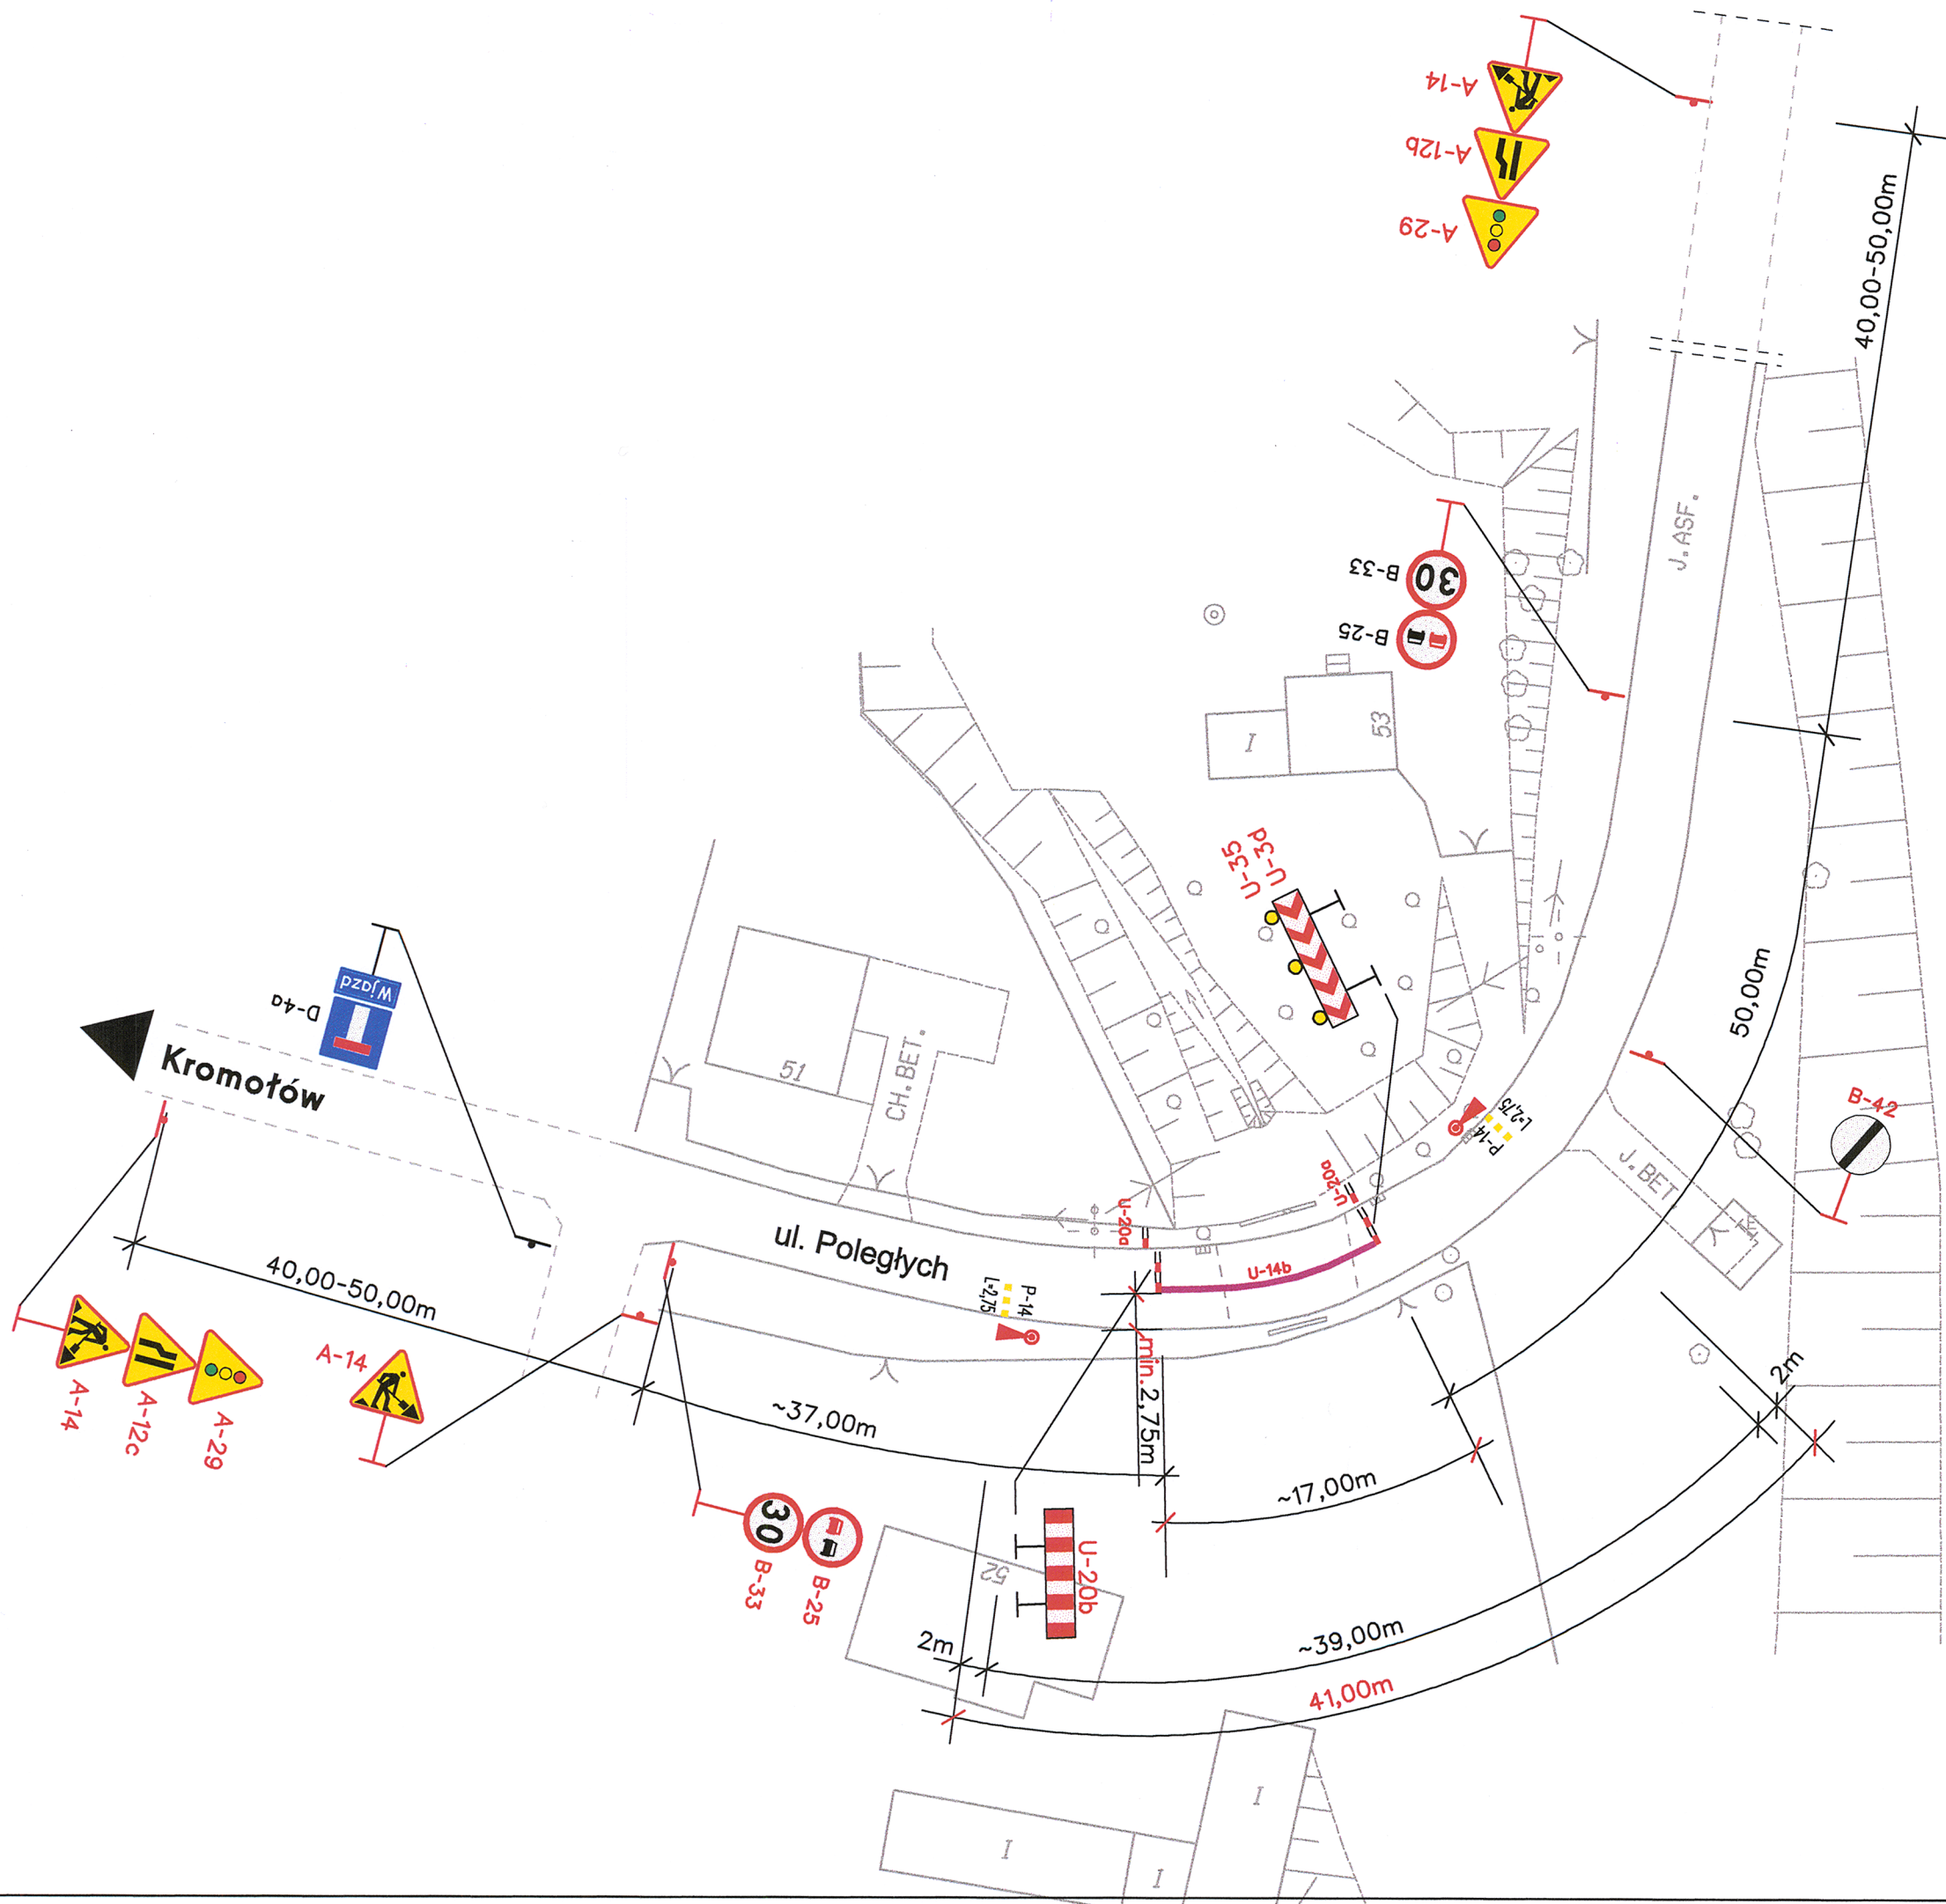 A-14
A-12b
A-29
40,00-50,00m
J.ASF.
B-33
30
B-25
53
I
U-35
U-3d
50,00m
Wjazd
D-4a
Kromołów
51
CH.BET.
B-42
P-14
L=2,75
J.BET
U-20a
U-20a
U-14b
ul. Poległych
P-14
L=2,75
40,00-50,00m
A-14
A-12c
A-29
A-14
~37,00m
min.2,75m
2m
~17,00m
30
B-33
B-25
52
U-20b
2m
~39,00m
41,00m
I
I
I